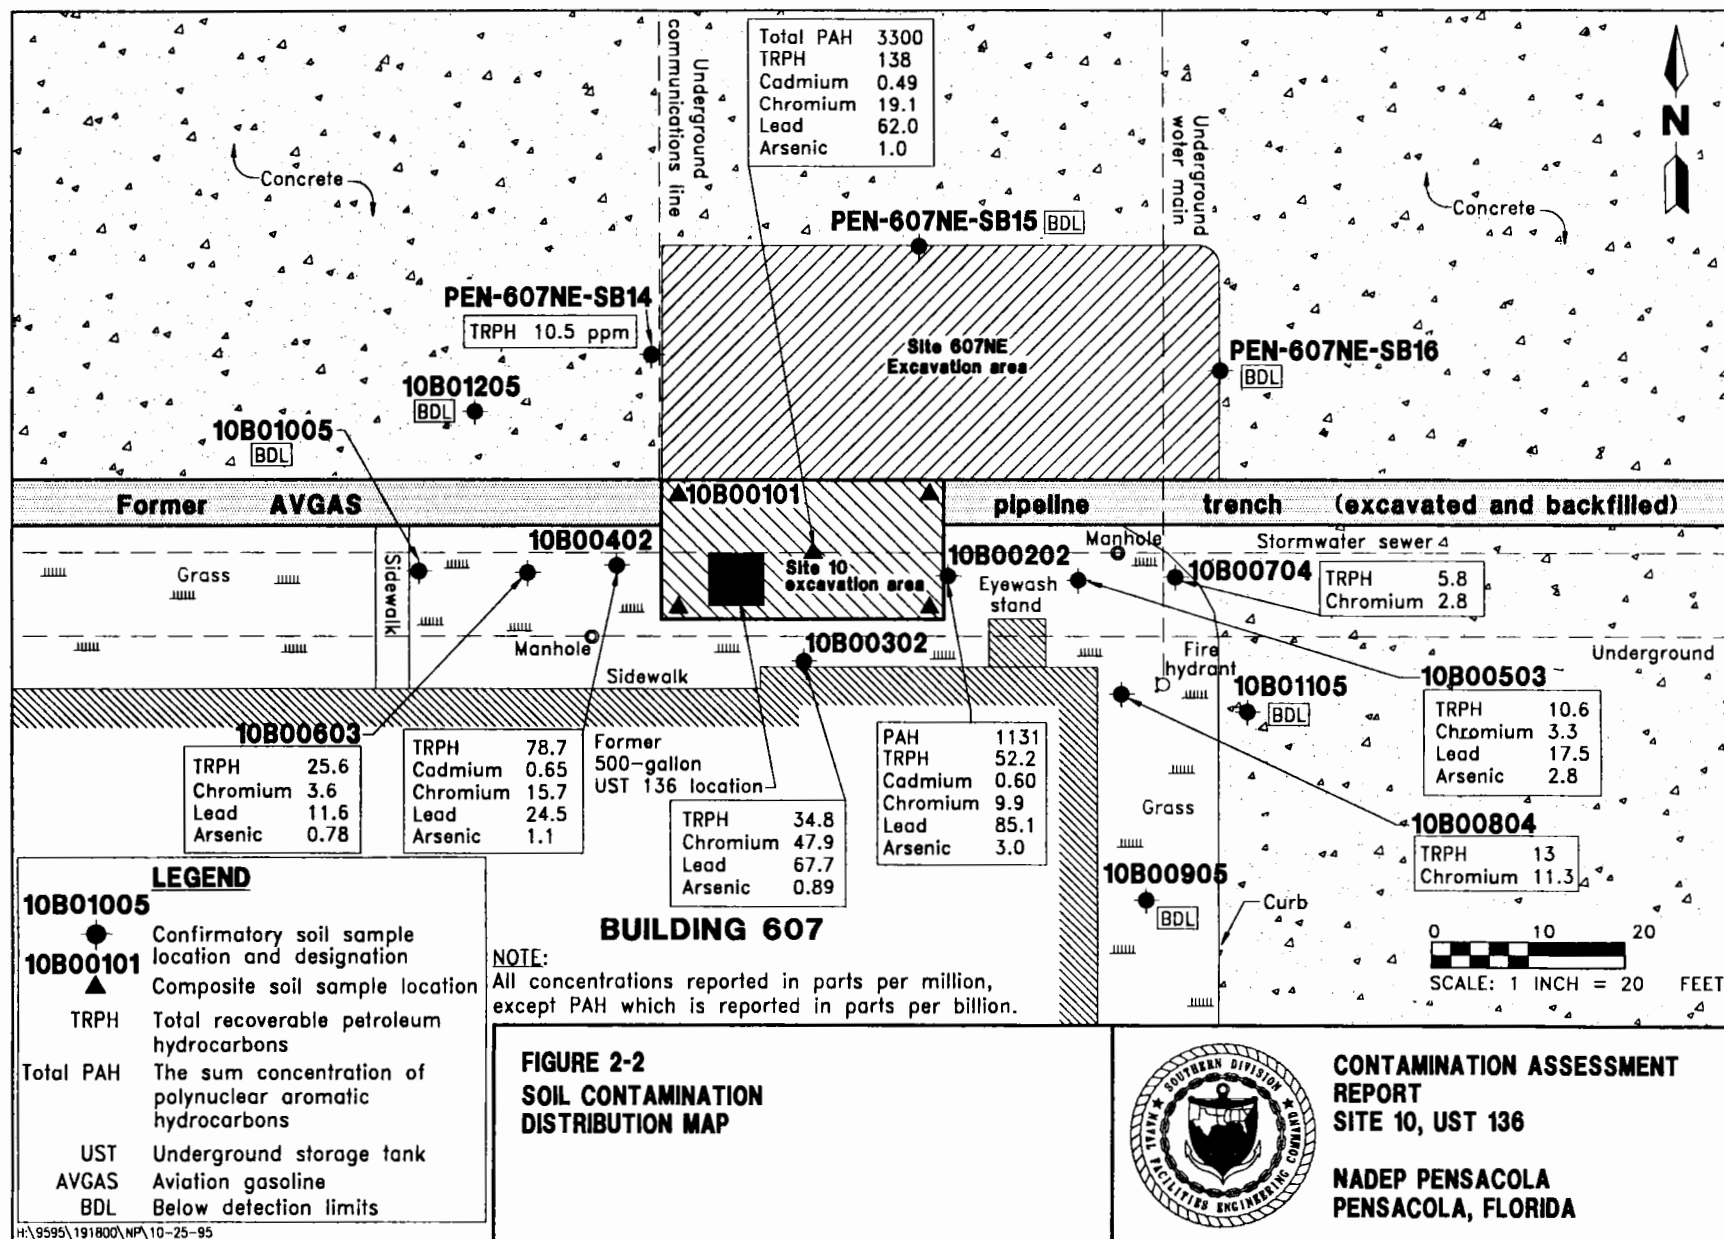 Total PAH 3300
TRPH 138
Cadmium 0.49
Chromium 19.1
Lead 62.0
Arsenic 1.0
Underground
communications line
Underground
water main
N
Concrete
Concrete
PEN-607NE-SB15 BDL
PEN-607NE-SB14
TRPH 10.5 ppm
Site 607NE
Excavation area
PEN-607NE-SB16
BDL
10B01205
BDL
10B01005
BDL
Former AVGAS
10B00101
pipeline trench (excavated and backfilled)
Sidewalk
Grass
10B00402
Site 10
excavation area
10B00202
Manhole
Stormwater sewer
Eyewash
stand
10B00704
TRPH 5.8
Chromium 2.8
Manhole
10B00302
Sidewalk
Fire
hydrant
Underground
10B00503
TRPH 10.6
Chromium 3.3
Lead 17.5
Arsenic 2.8
10B01105
BDL
10B00603
TRPH 25.6
Chromium 3.6
Lead 11.6
Arsenic 0.78
TRPH 78.7
Cadmium 0.65
Chromium 15.7
Lead 24.5
Arsenic 1.1
Former
500-gallon
UST 136 location
TRPH 34.8
Chromium 47.9
Lead 67.7
Arsenic 0.89
PAH 1131
TRPH 52.2
Cadmium 0.60
Chromium 9.9
Lead 85.1
Arsenic 3.0
Grass
10B00804
TRPH 13
Chromium 11.3
10B00905
BDL
Curb
BUILDING 607
0 10 20
SCALE: 1 INCH = 20 FEET
NOTE:
All concentrations reported in parts per million,
except PAH which is reported in parts per billion.
LEGEND
10B01005
Confirmatory soil sample
location and designation
10B00101
Composite soil sample location
TRPH Total recoverable petroleum
hydrocarbons
Total PAH The sum concentration of
polynuclear aromatic
hydrocarbons
UST Underground storage tank
AVGAS Aviation gasoline
BDL Below detection limits
H:\9595\191800\NP\10-25-95
FIGURE 2-2
SOIL CONTAMINATION
DISTRIBUTION MAP
SOUTHERN DIVISION
NAVAL FACILITIES ENGINEERING COMMAND
CONTAMINATION ASSESSMENT
REPORT
SITE 10, UST 136
NADEP PENSACOLA
PENSACOLA, FLORIDA